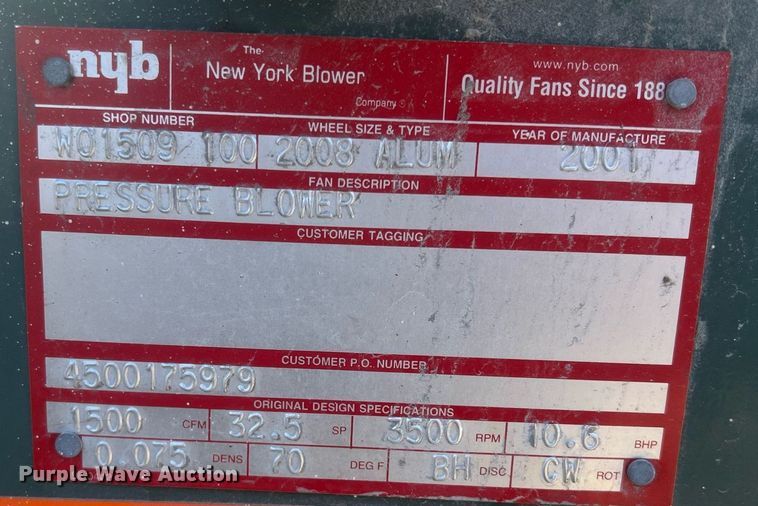 nyb
The
New York Blower
Company
www.nyb.com
Quality Fans Since 188
SHOP NUMBER
WHEEL SIZE & TYPE
YEAR OF MANUFACTURE
W01509 100
2008 ALUM
2001
FAN DESCRIPTION
PRESSURE BLOWER
CUSTOMER TAGGING
CUSTOMER P.O. NUMBER
4500175979
ORIGINAL DESIGN SPECIFICATIONS
1500 CFM 32.5 SP 3500 RPM 10.6 BHP
0.075 DENS 70 DEG F BH DISC CW ROT
Purple Wave Auction